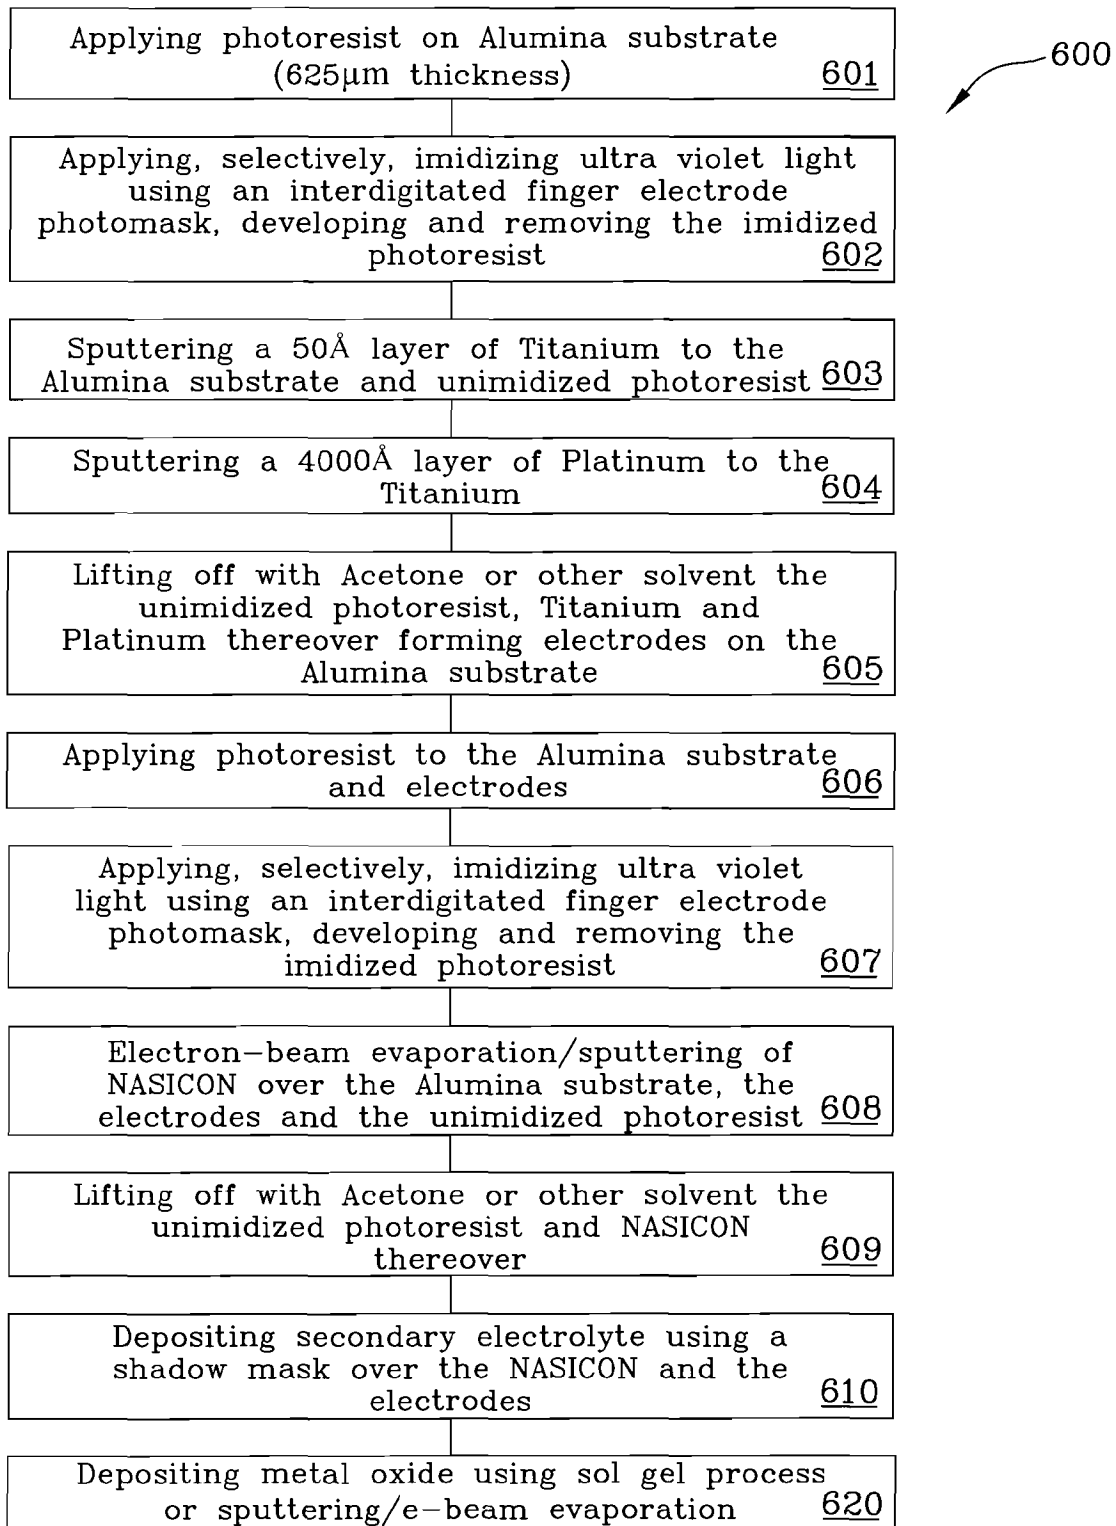 Applying photoresist on Alumina substrate
(625µm thickness)
601
600
Applying, selectively, imidizing ultra violet light
using an interdigitated finger electrode
photomask, developing and removing the imidized
photoresist
602
Sputtering a 50Å layer of Titanium to the
Alumina substrate and unimidized photoresist
603
Sputtering a 4000Å layer of Platinum to the
Titanium
604
Lifting off with Acetone or other solvent the
unimidized photoresist, Titanium and
Platinum thereover forming electrodes on the
Alumina substrate
605
Applying photoresist to the Alumina substrate
and electrodes
606
Applying, selectively, imidizing ultra violet
light using an interdigitated finger electrode
photomask, developing and removing the
imidized photoresist
607
Electron-beam evaporation/sputtering of
NASICON over the Alumina substrate, the
electrodes and the unimidized photoresist
608
Lifting off with Acetone or other solvent the
unimidized photoresist and NASICON
thereover
609
Depositing secondary electrolyte using a
shadow mask over the NASICON and the
electrodes
610
Depositing metal oxide using sol gel process
or sputtering/e-beam evaporation
620